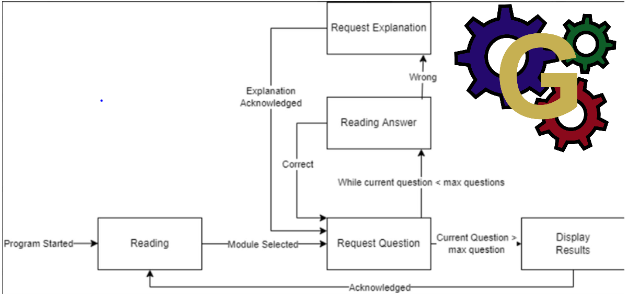 Request Explanation
G
Wrong
Explanation
Acknowledged
Reading Answer
Correct
While current question < max questions
Program Started
Reading
Module Selected
Request Question
Current Question >
max question
Display
Results
Acknowledged